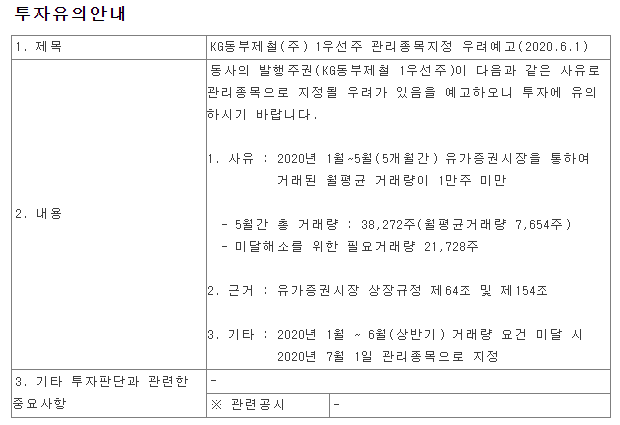 투자유의안내
1. 제목
KG동부제철(주) 1우선주 관리종목지정 우려예고(2020.6.1)
2. 내용
동사의 발행주권(KG동부제철 1우선주)이 다음과 같은 사유로
관리종목으로 지정될 우려가 있음을 예고하오니 투자에 유의
하시기 바랍니다.
1. 사유 : 2020년 1월~5월(5개월간) 유가증권시장을 통하여
거래된 월평균 거래량이 1만주 미만
- 5월간 총 거래량 : 38,272주(월평균거래량 7,654주)
- 미달해소를 위한 필요거래량 21,728주
2. 근거 : 유가증권시장 상장규정 제64조 및 제154조
3. 기타 : 2020년 1월 ~ 6월(상반기) 거래량 요건 미달 시
2020년 7월 1일 관리종목으로 지정
3. 기타 투자판단과 관련한
중요사항
-
※ 관련공시
-